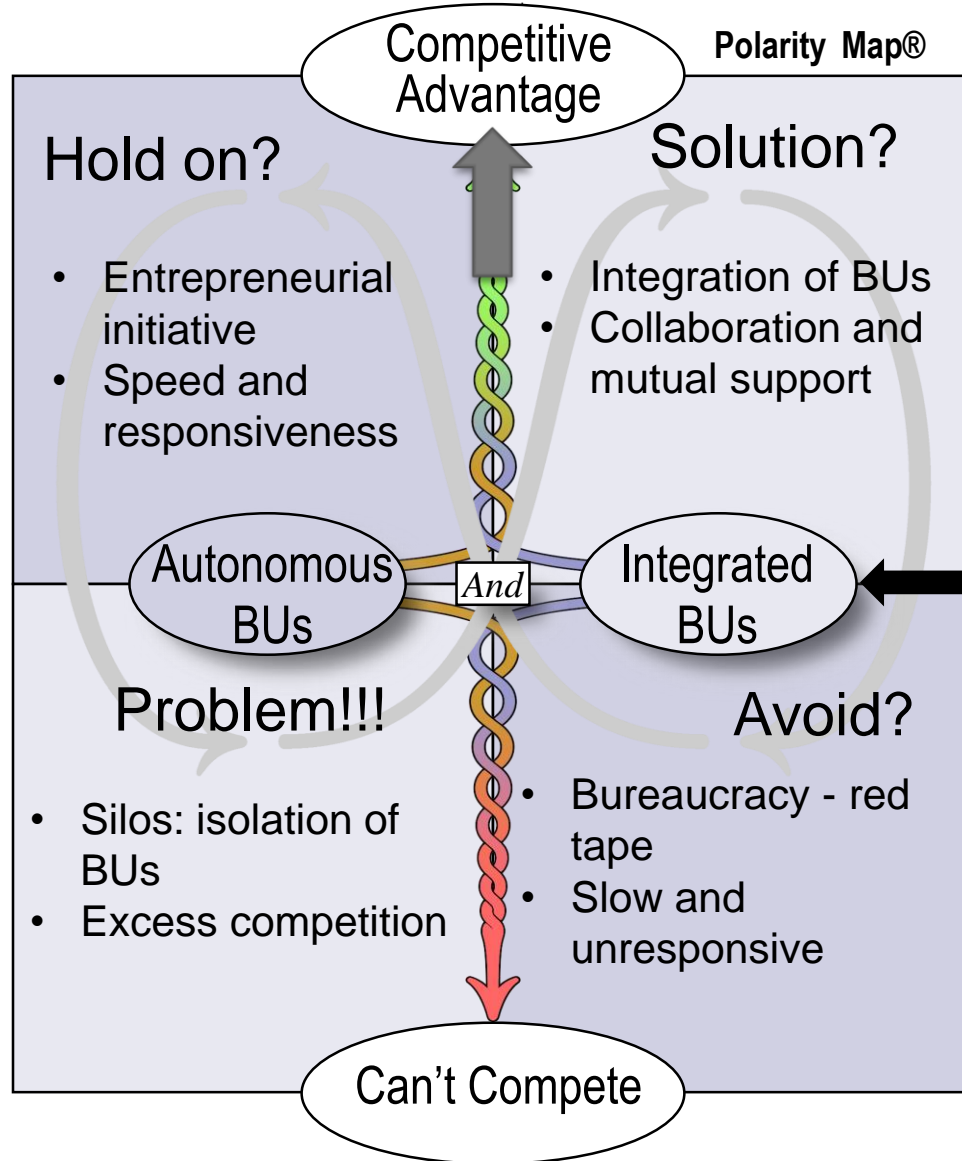 Competitive
Advantage
Polarity Map®
Hold on?
• Entrepreneurial
initiative
• Speed and
responsiveness
Solution?
• Integration of BUs
• Collaboration and
mutual support
Autonomous
BUs
And
Integrated
BUs
Problem!!!
• Silos: isolation of
BUs
• Excess competition
Avoid?
• Bureaucracy - red
tape
• Slow and
unresponsive
Can't Compete